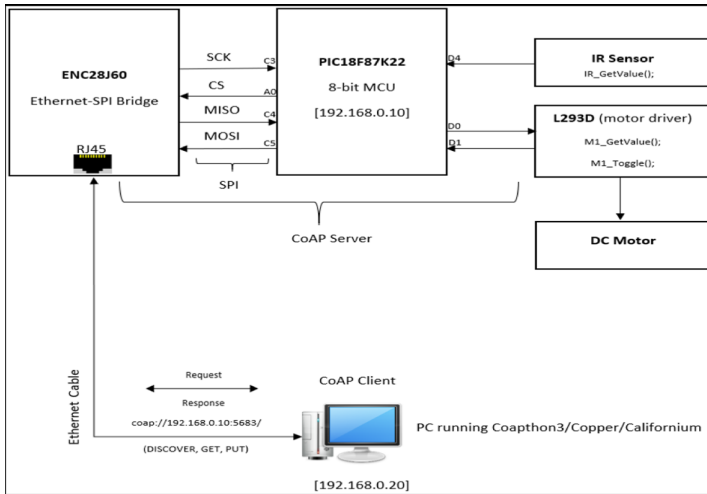 ENC28J60
Ethernet-SPI Bridge
RJ45
SCK
C3
CS
A0
MISO
C4
MOSI
C5
SPI
PIC18F87K22
8-bit MCU
[192.168.0.10]
D4
D0
D1
IR Sensor
IR_GetValue();
L293D (motor driver)
M1_GetValue();
M1_Toggle();
DC Motor
CoAP Server
Ethernet Cable
Request
Response
coap://192.168.0.10:5683/
(DISCOVER, GET, PUT)
CoAP Client
PC running Coapthon3/Copper/Californium
[192.168.0.20]